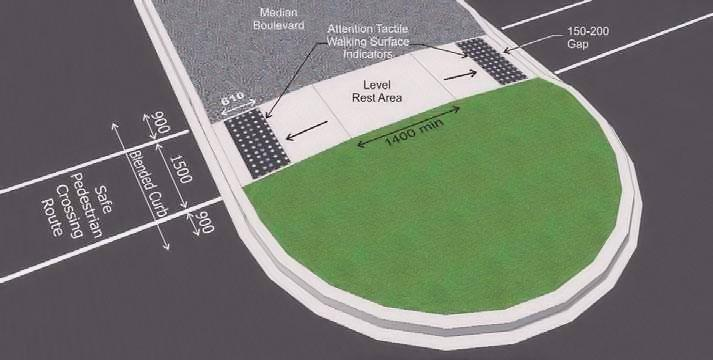 Median
Boulevard
Attention Tactile
Walking Surface
Indicators
150-200
Gap
610
Level
Rest Area
1400 min
900
1500
900
Blended Curb
Safe
Pedestrian
Crossing
Route